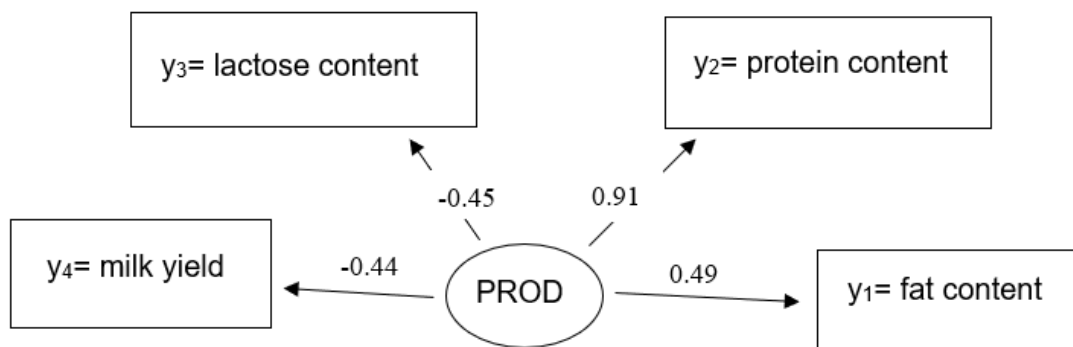 y₃= lactose content
y₂= protein content
-0.45
0.91
y₄= milk yield
-0.44
PROD
0.49
y₁= fat content